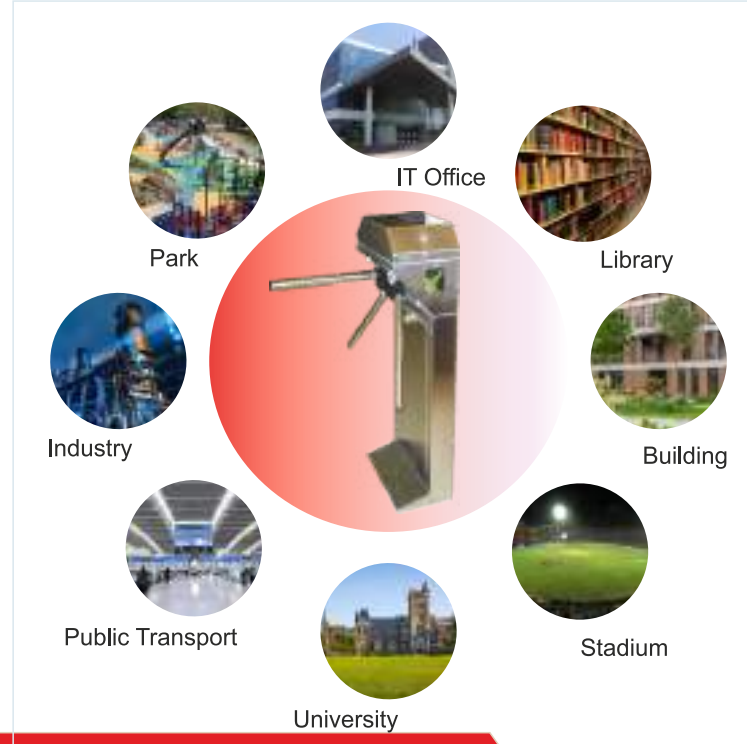 IT Office
Library
Park
Building
Industry
Stadium
Public Transport
University